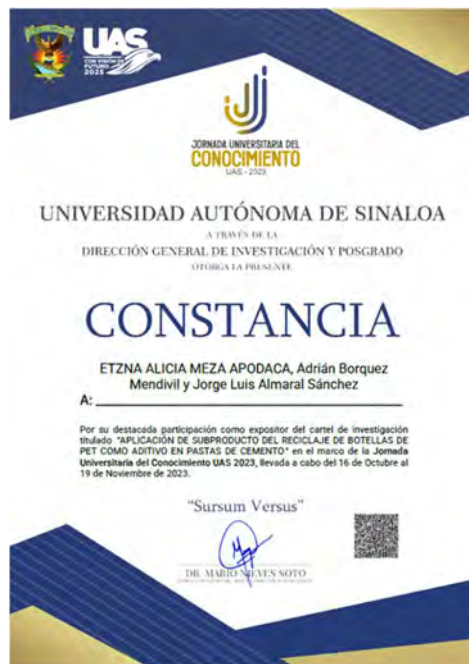 UAS
CON VISIÓN DE
FUTURO
2025
JORNADA UNIVERSITARIA DEL
CONOCIMIENTO
UAS - 2023
UNIVERSIDAD AUTÓNOMA DE SINALOA
A TRAVÉS DE LA
DIRECCIÓN GENERAL DE INVESTIGACIÓN Y POSGRADO
OTORGA LA PRESENTE
CONSTANCIA
ETZNA ALICIA MEZA APODACA, Adrián Borquez
Mendivil y Jorge Luis Almaral Sánchez
A:
Por su destacada participación como expositor del cartel de investigación
titulado "APLICACIÓN DE SUBPRODUCTO DEL RECICLAJE DE BOTELLAS DE
PET COMO ADITIVO EN PASTAS DE CEMENTO" en el marco de la Jornada
Universitaria del Conocimiento UAS 2023, llevada a cabo del 16 de Octubre al
19 de Noviembre de 2023.
"Sursum Versus"
DR. MARIO NIEVES SOTO